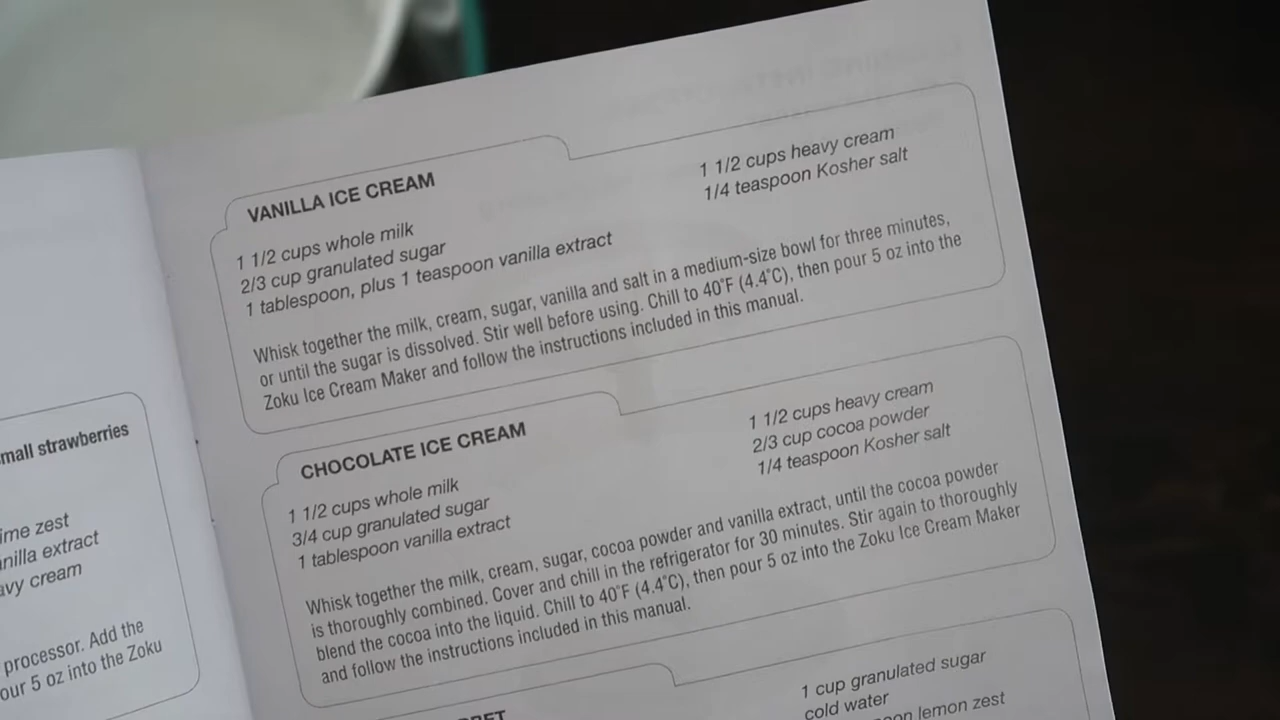 mall strawberries
ime zest
anilla extract
avy cream
processor. Add the
our 5 oz into the Zoku
VANILLA ICE CREAM
1 1/2 cups whole milk
2/3 cup granulated sugar
1 tablespoon, plus 1 teaspoon vanilla extract
1 1/2 cups heavy cream
1/4 teaspoon Kosher salt
Whisk together the milk, cream, sugar, vanilla and salt in a medium-size bowl for three minutes,
or until the sugar is dissolved. Stir well before using. Chill to 40°F (4.4°C), then pour 5 oz into the
Zoku Ice Cream Maker and follow the instructions included in this manual.
CHOCOLATE ICE CREAM
1 1/2 cups whole milk
3/4 cup granulated sugar
1 tablespoon vanilla extract
1 1/2 cups heavy cream
2/3 cup cocoa powder
1/4 teaspoon Kosher salt
Whisk together the milk, cream, sugar, cocoa powder and vanilla extract, until the cocoa powder
is thoroughly combined. Cover and chill in the refrigerator for 30 minutes. Stir again to thoroughly
blend the cocoa into the liquid. Chill to 40°F (4.4°C), then pour 5 oz into the Zoku Ice Cream Maker
and follow the instructions included in this manual.
1 cup granulated sugar
cold water
lemon zest